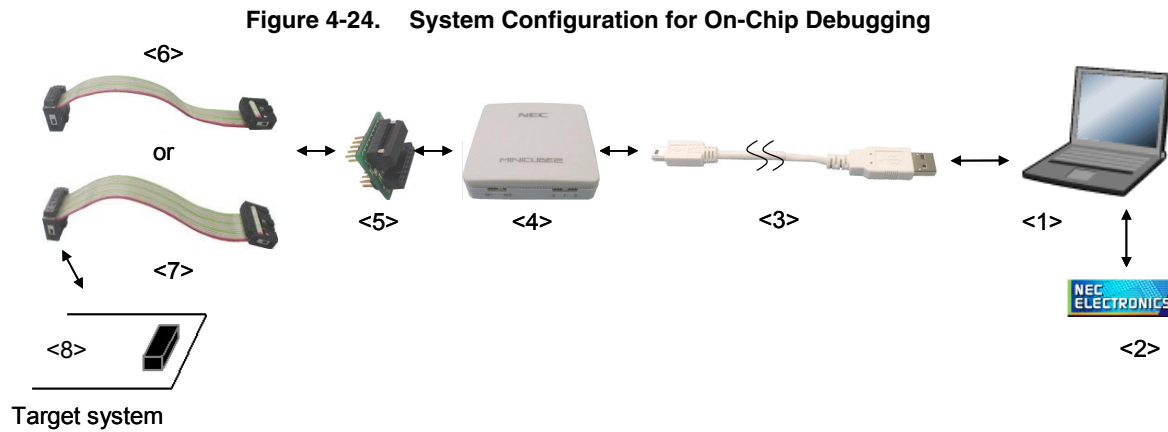 Figure 4-24. System Configuration for On-Chip Debugging
<6>
or
<7>
<5>
NEC
MINICUBE2
<4>
<3>
<1>
NEC
ELECTRONICS
<2>
<8>
Target system